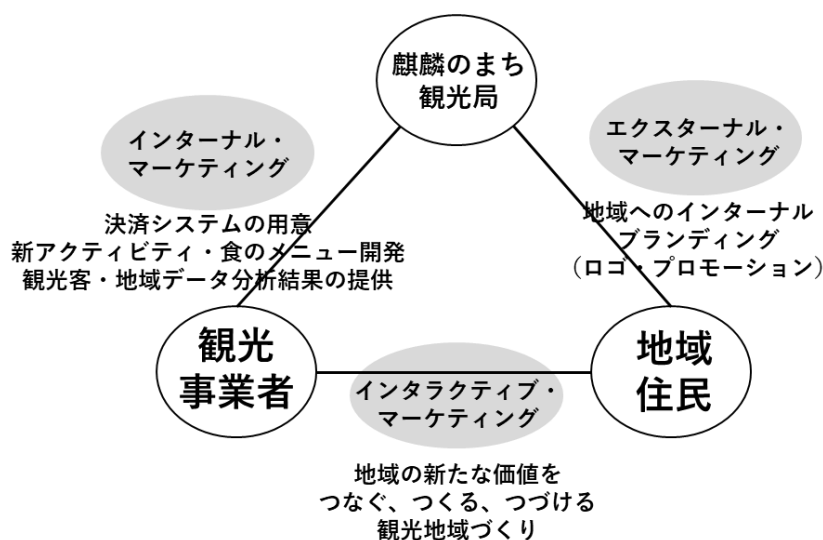 麒麟のまち
観光局
インターナル・
マーケティング
エクスターナル・
マーケティング
決済システムの用意
新アクティビティ・食のメニュー開発
観光客・地域データ分析結果の提供
地域へのインターナル
ブランディング
（ロゴ・プロモーション）
観光
事業者
地域
住民
インタラクティブ・
マーケティング
地域の新たな価値を
つなぐ、つくる、つづける
観光地域づくり